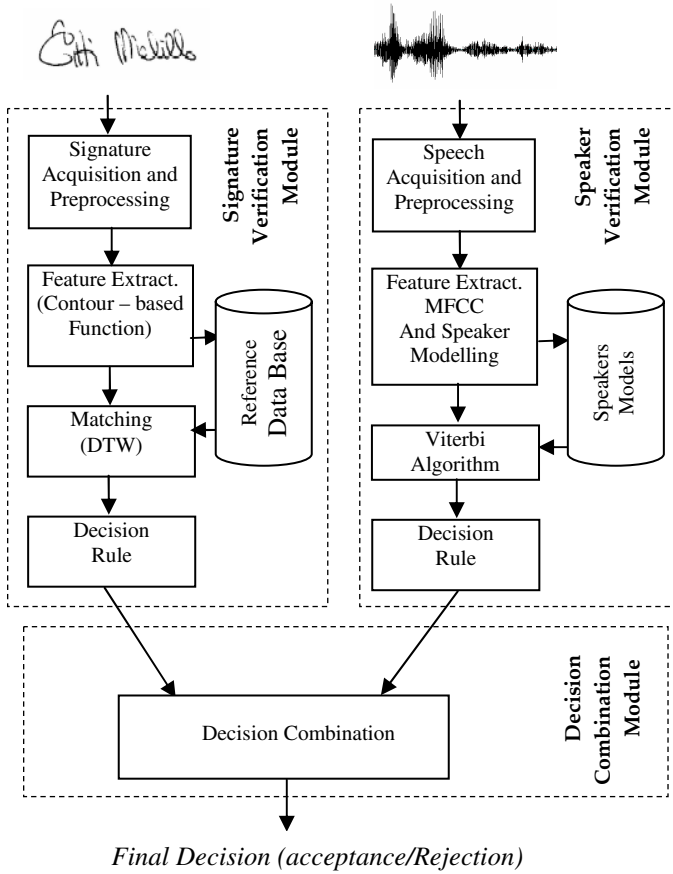 Signature
Acquisition and
Preprocessing
Signature
Verification
Module
Feature Extract.
(Contour – based
Function)
Reference
Data Base
Matching
(DTW)
Decision
Rule
Speech
Acquisition and
Preprocessing
Speaker
Verification
Module
Feature Extract.
MFCC
And Speaker
Modelling
Speakers
Models
Viterbi
Algorithm
Decision
Rule
Decision Combination
Decision
Combination
Module
Final Decision (acceptance/Rejection)